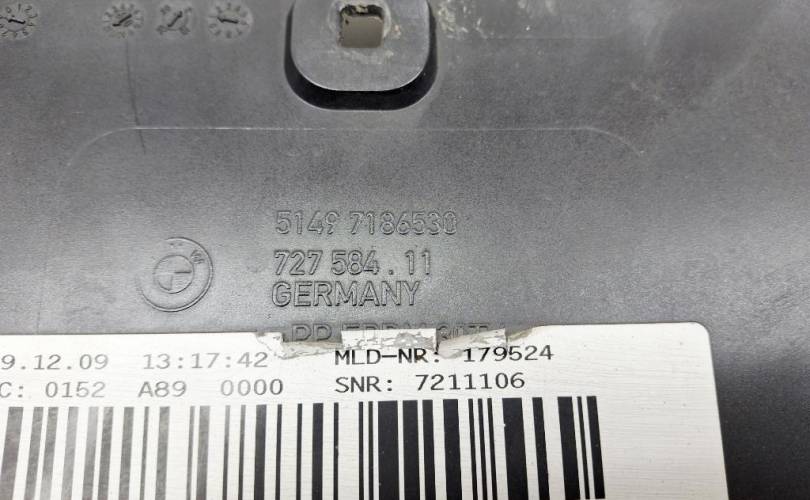 5149 7186530
727 584.11
GERMANY
9.12.09 13:17:42 MLD-NR: 179524
C: 0152 A89 0000 SNR: 7211106